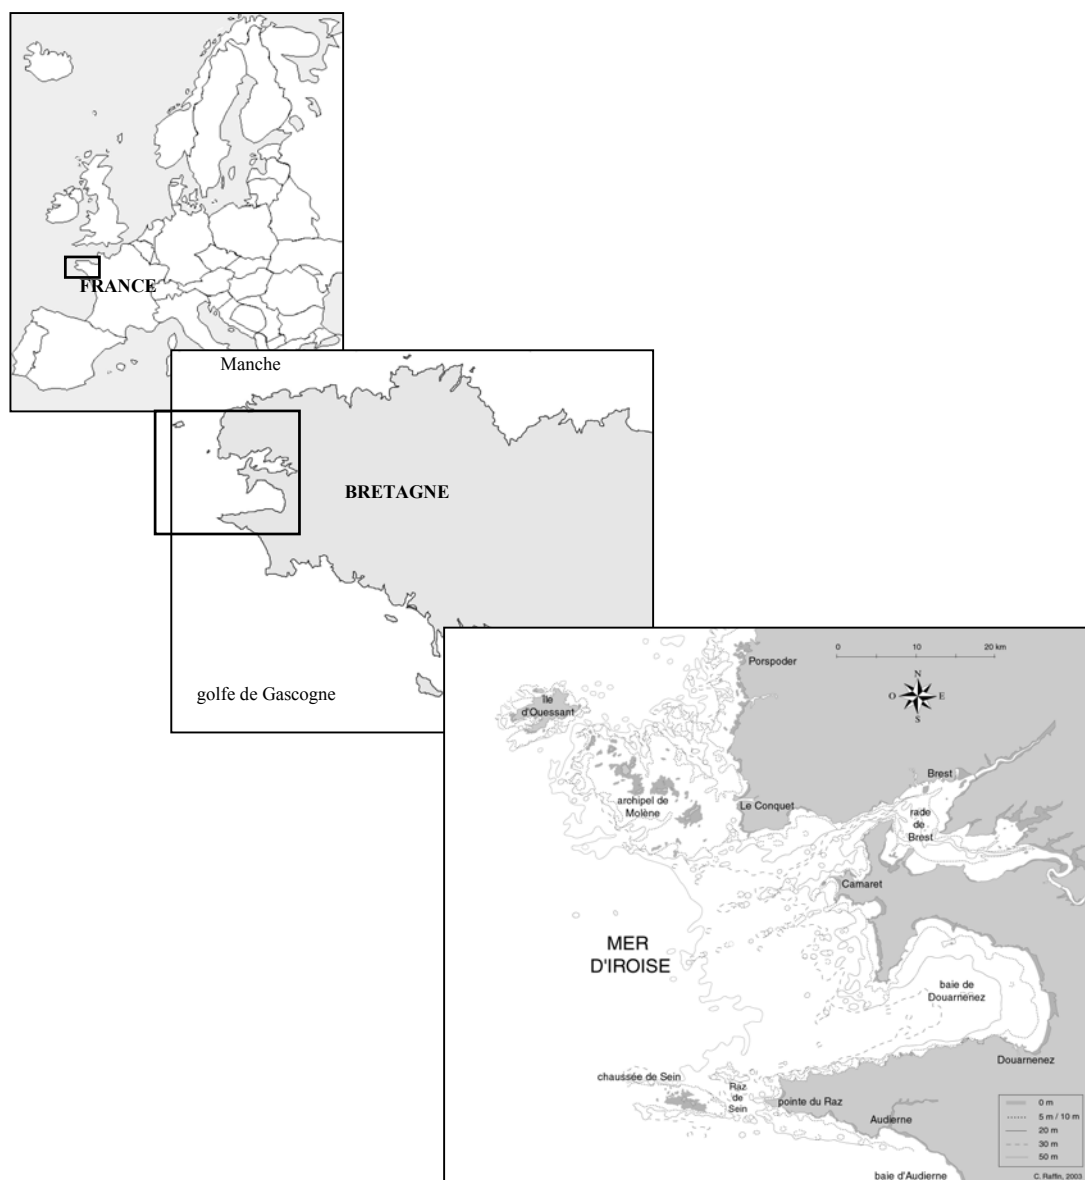 FRANCE
Manche
BRETAGNE
golfe de Gascogne
Porspoder
0 10 20 km
N
O E
S
île
d'Ouessant
Brest
archipel de
Molène
Le Conquet
rade
de
Brest
Camaret
MER
D'IROISE
baie de
Douarnenez
Douarnenez
chaussée de Sein
Raz
de
Sein
pointe du Raz
Audierne
0 m
5 m / 10 m
20 m
30 m
50 m
baie d'Audierne
C. Raffin, 2003